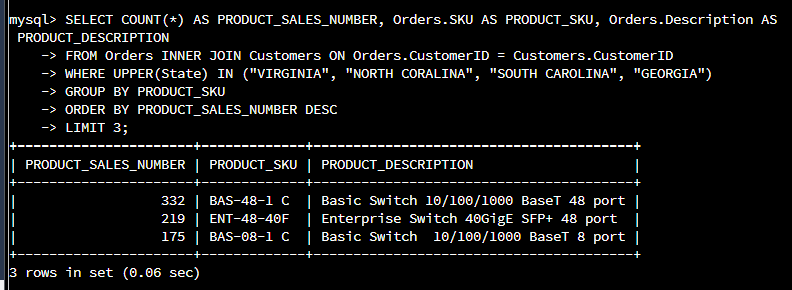 mysql> SELECT COUNT(*) AS PRODUCT_SALES_NUMBER, Orders.SKU AS PRODUCT_SKU, Orders.Description AS
PRODUCT_DESCRIPTION
-> FROM Orders INNER JOIN Customers ON Orders.CustomerID = Customers.CustomerID
-> WHERE UPPER(State) IN ("VIRGINIA", "NORTH CORALINA", "SOUTH CAROLINA", "GEORGIA")
-> GROUP BY PRODUCT_SKU
-> ORDER BY PRODUCT_SALES_NUMBER DESC
-> LIMIT 3;
+----------------------+-------------+------------------------------------------+
| PRODUCT_SALES_NUMBER | PRODUCT_SKU | PRODUCT_DESCRIPTION |
+----------------------+-------------+------------------------------------------+
| 332 | BAS-48-1 C | Basic Switch 10/100/1000 BaseT 48 port |
| 219 | ENT-48-40F | Enterprise Switch 40GigE SFP+ 48 port |
| 175 | BAS-08-1 C | Basic Switch  10/100/1000 BaseT 8 port |
+----------------------+-------------+------------------------------------------+
3 rows in set (0.06 sec)